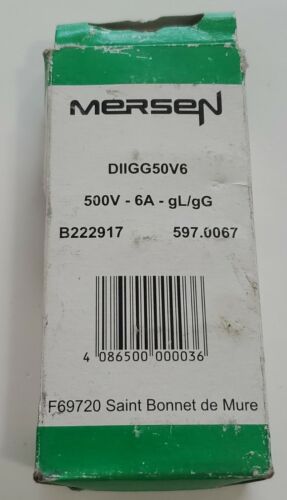 MERSEN
DIIGG50V6
500V - 6A - gL/gG
B222917 597.0067
4 086500 000036
F69720 Saint Bonnet de Mure